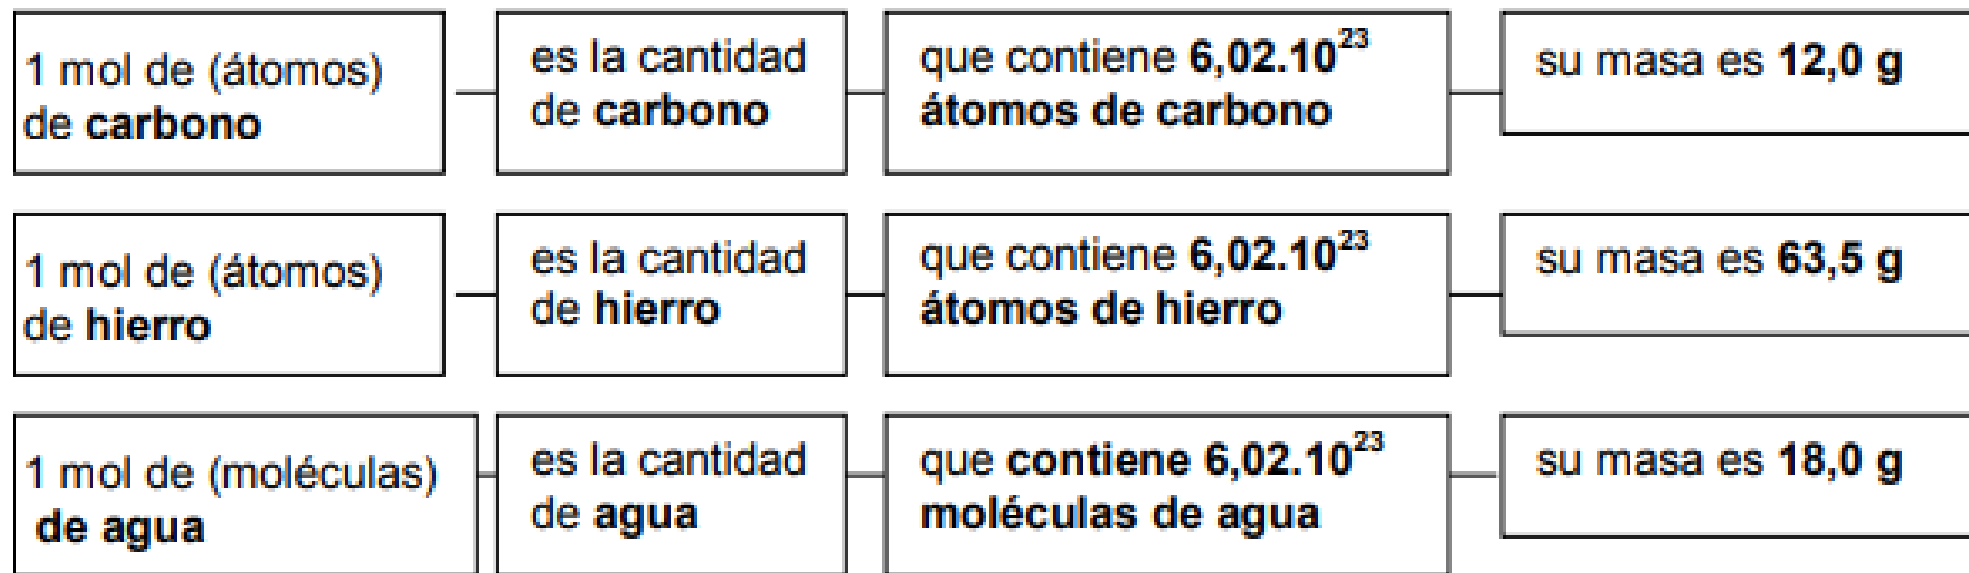 1 mol de (átomos)
de carbono
es la cantidad
de carbono
que contiene 6,02.10²³
átomos de carbono
su masa es 12,0 g
1 mol de (átomos)
de hierro
es la cantidad
de hierro
que contiene 6,02.10²³
átomos de hierro
su masa es 63,5 g
1 mol de (moléculas)
de agua
es la cantidad
de agua
que contiene 6,02.10²³
moléculas de agua
su masa es 18,0 g